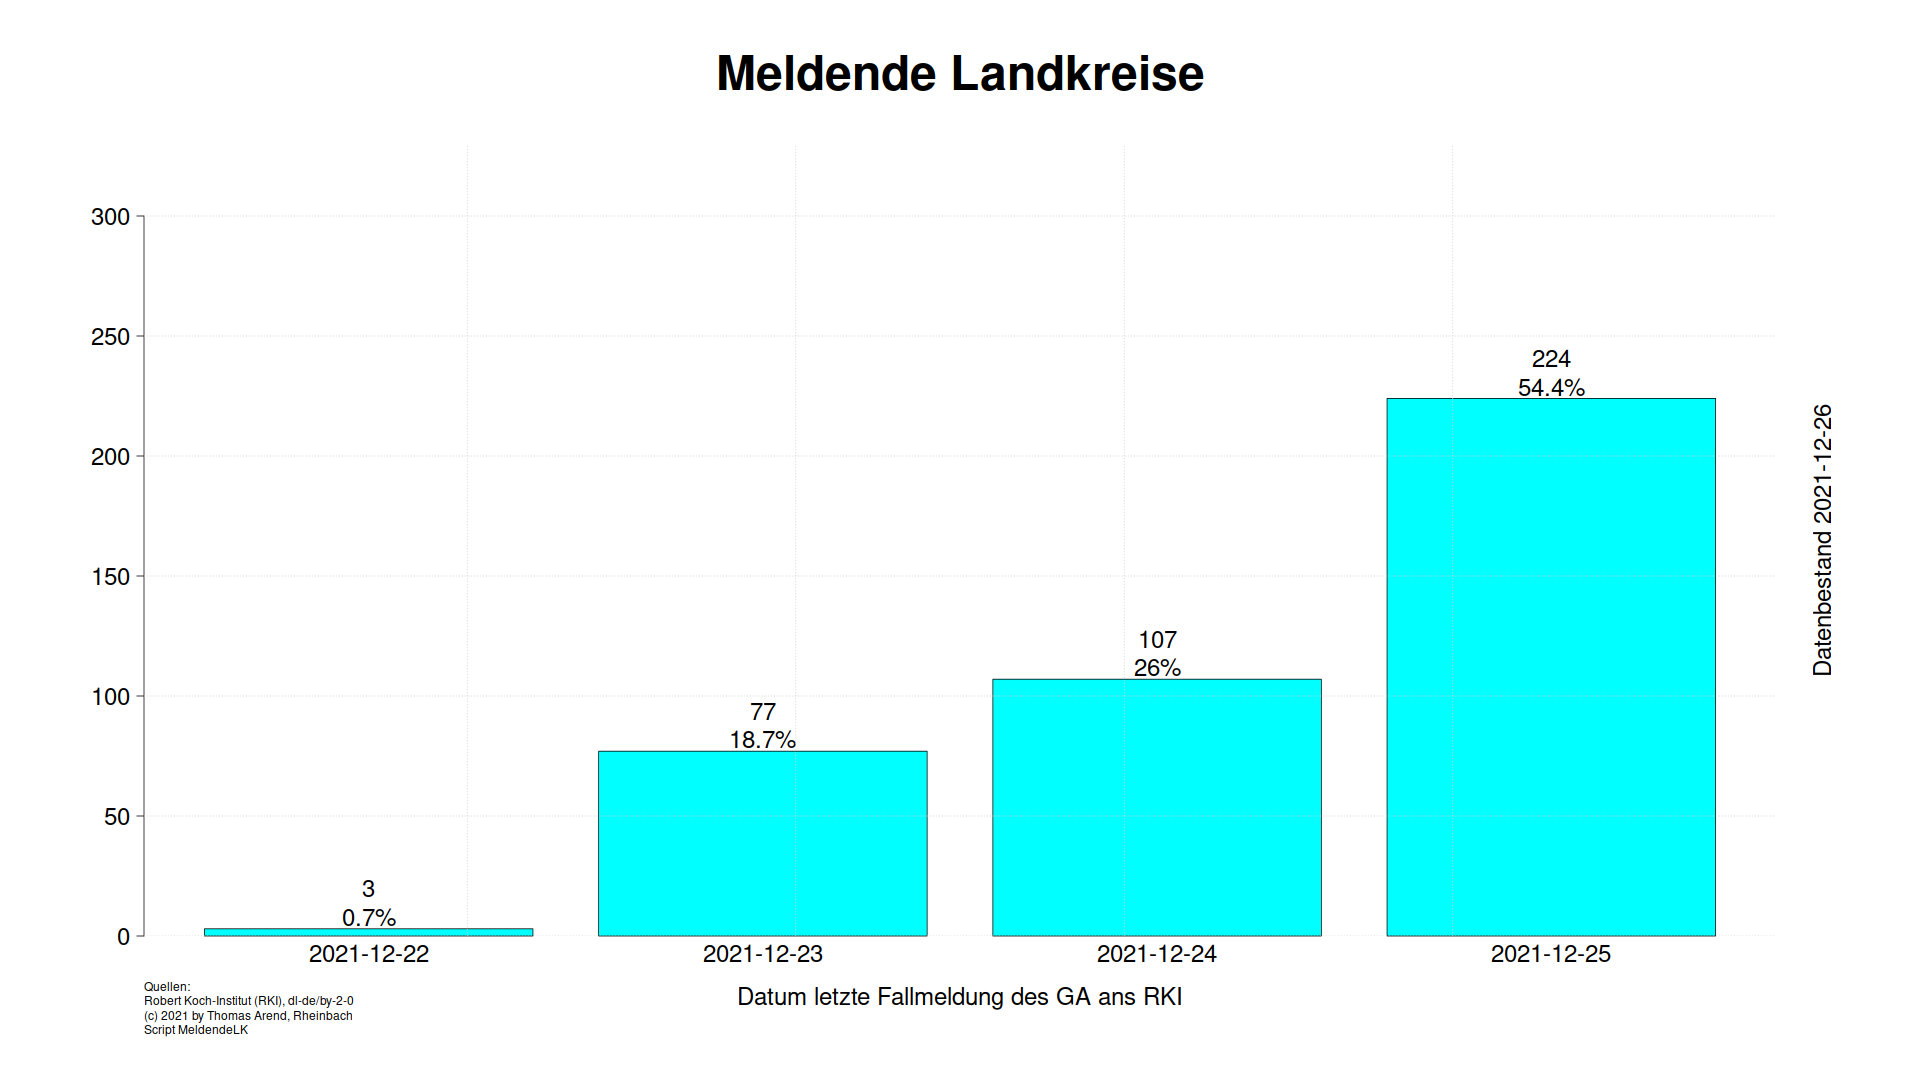 Meldende Landkreise
300
250
200
150
100
50
0
3
0.7%
77
18.7%
107
26%
224
54.4%
2021-12-22
2021-12-23
2021-12-24
2021-12-25
Datum letzte Fallmeldung des GA ans RKI
Datenbestand 2021-12-26
Quellen:
Robert Koch-Institut (RKI), dl-de/by-2-0
(c) 2021 by Thomas Arend, Rheinbach
Script MeldendeLK